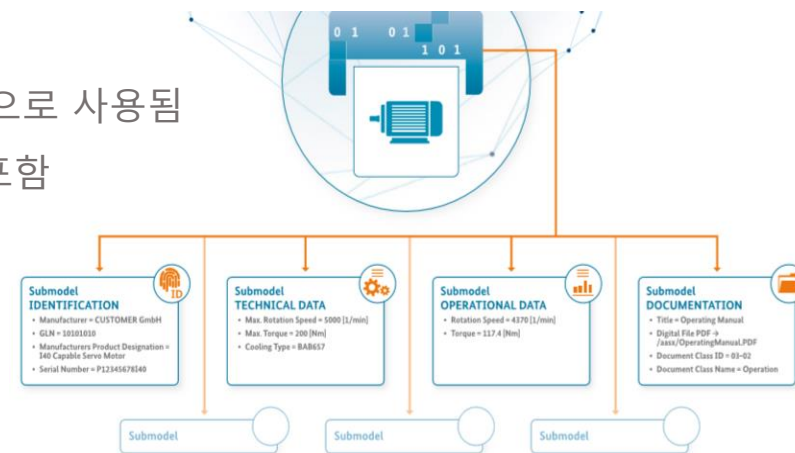 0 1 0 1
1 0 1
으로 사용됨
포함
Submodel
IDENTIFICATION
• Manufacturer = CUSTOMER GmbH
• GLN = 10101010
• Manufacturers Product Designation =
I40 Capable Servo Motor
• Serial Number = P12345678I40
ID
Submodel
TECHNICAL DATA
• Max. Rotation Speed = 5000 [1/min]
• Max. Torque = 200 [Nm]
• Cooling Type = BAB657
Submodel
OPERATIONAL DATA
• Rotation Speed = 4370 [1/min]
• Torque = 117.4 [Nm]
Submodel
DOCUMENTATION
• Title = Operating Manual
• Digital File PDF →
/aasx/OperatingManual.PDF
• Document Class ID = 03-02
• Document Class Name = Operation
Submodel
Submodel
Submodel